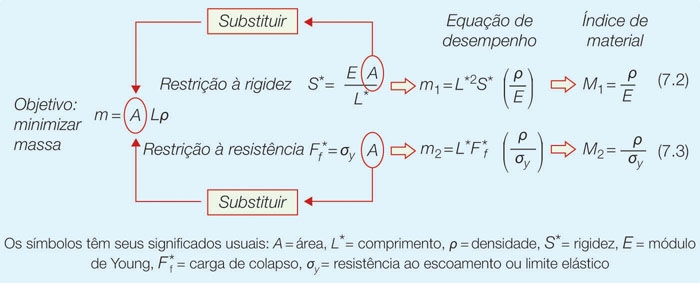 Substituir
Equação de desempenho
Índice de material
Restrição à rigidez S* = E A / L* ⇨ m₁ = L*²S* (ρ/E) ⇨ M₁ = ρ/E (7.2)
Objetivo: minimizar massa
m = A Lρ
Restrição à resistência F*f = σy A ⇨ m₂ = L*F*f (ρ/σy) ⇨ M₂ = ρ/σy (7.3)
Substituir
Os símbolos têm seus significados usuais: A = área, L* = comprimento, ρ = densidade, S* = rigidez, E = módulo
de Young, F*f = carga de colapso, σy = resistência ao escoamento ou limite elástico